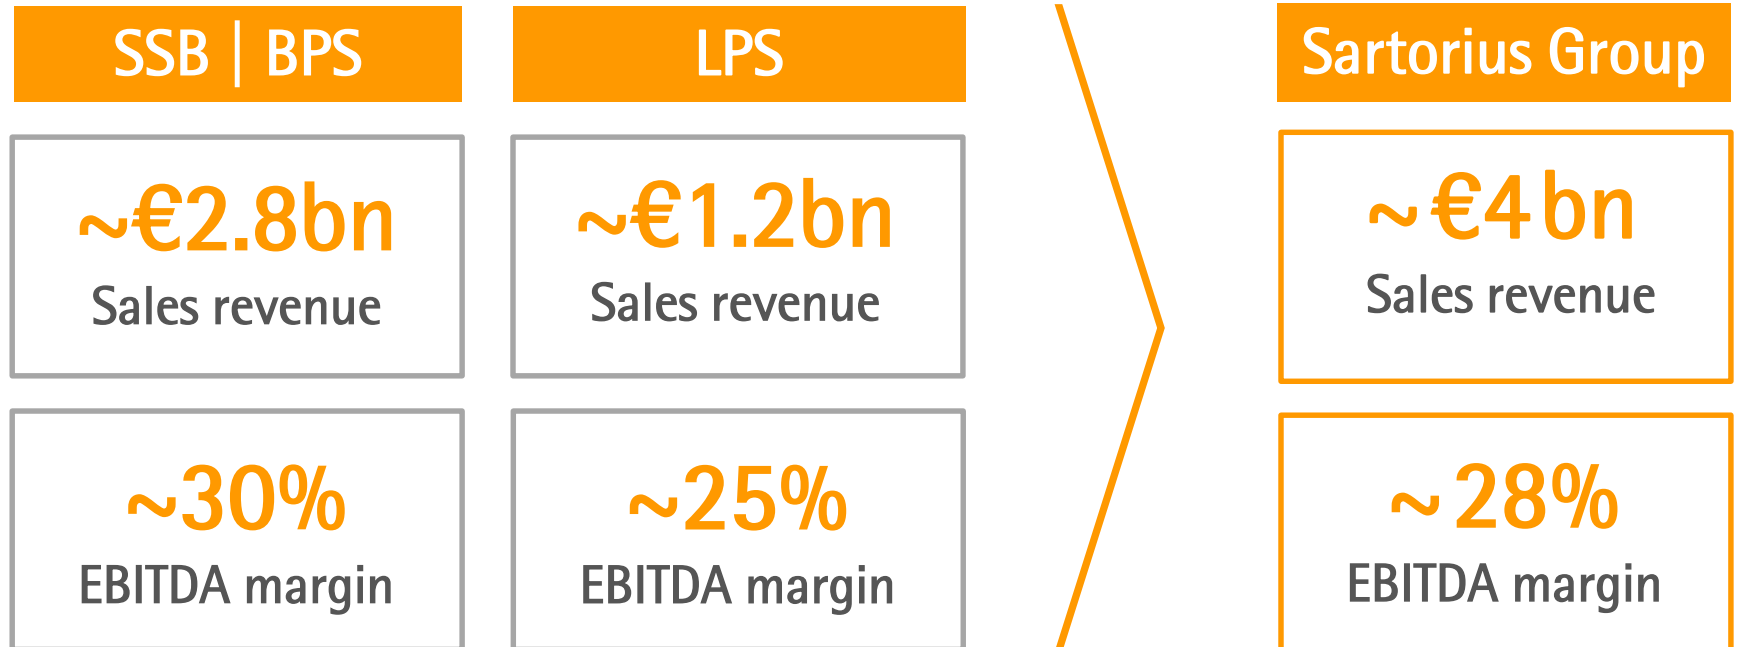 SSB | BPS
~€2.8bn
Sales revenue
~30%
EBITDA margin
LPS
~€1.2bn
Sales revenue
~25%
EBITDA margin
Sartorius Group
~ €4 bn
Sales revenue
~ 28%
EBITDA margin